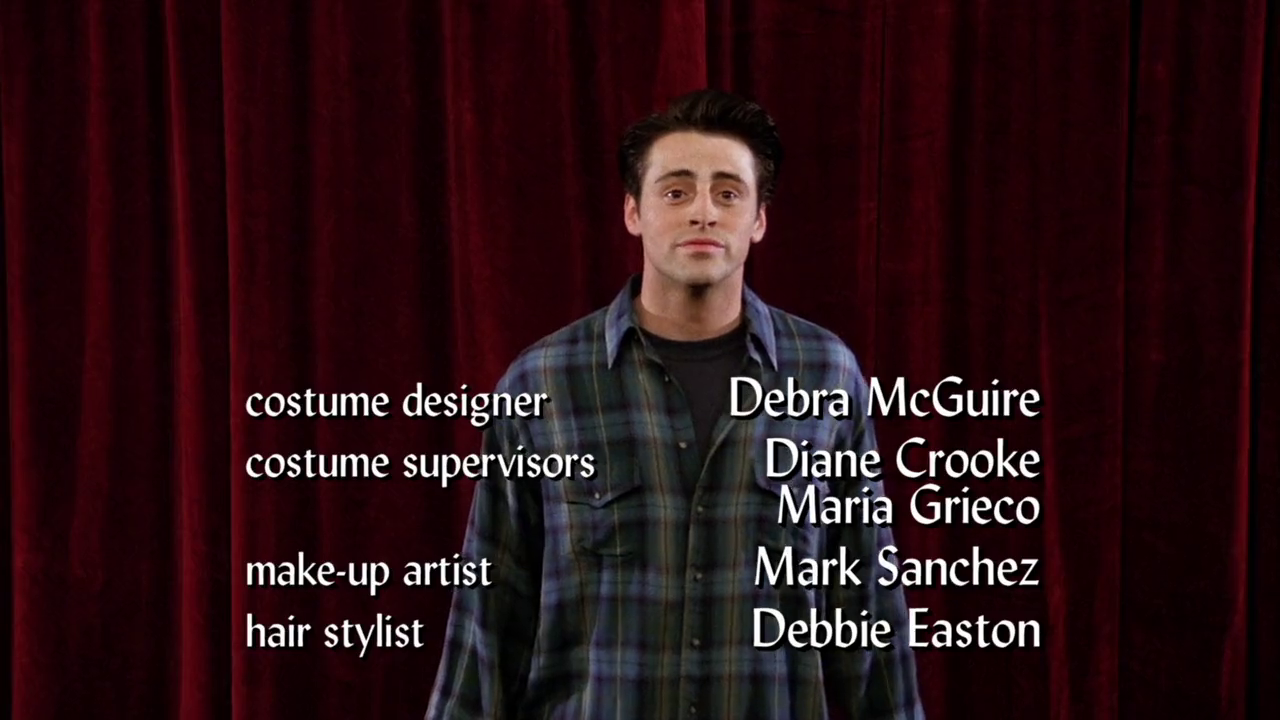 costume designer Debra McGuire
costume supervisors Diane Crooke
Maria Grieco
make-up artist Mark Sanchez
hair stylist Debbie Easton